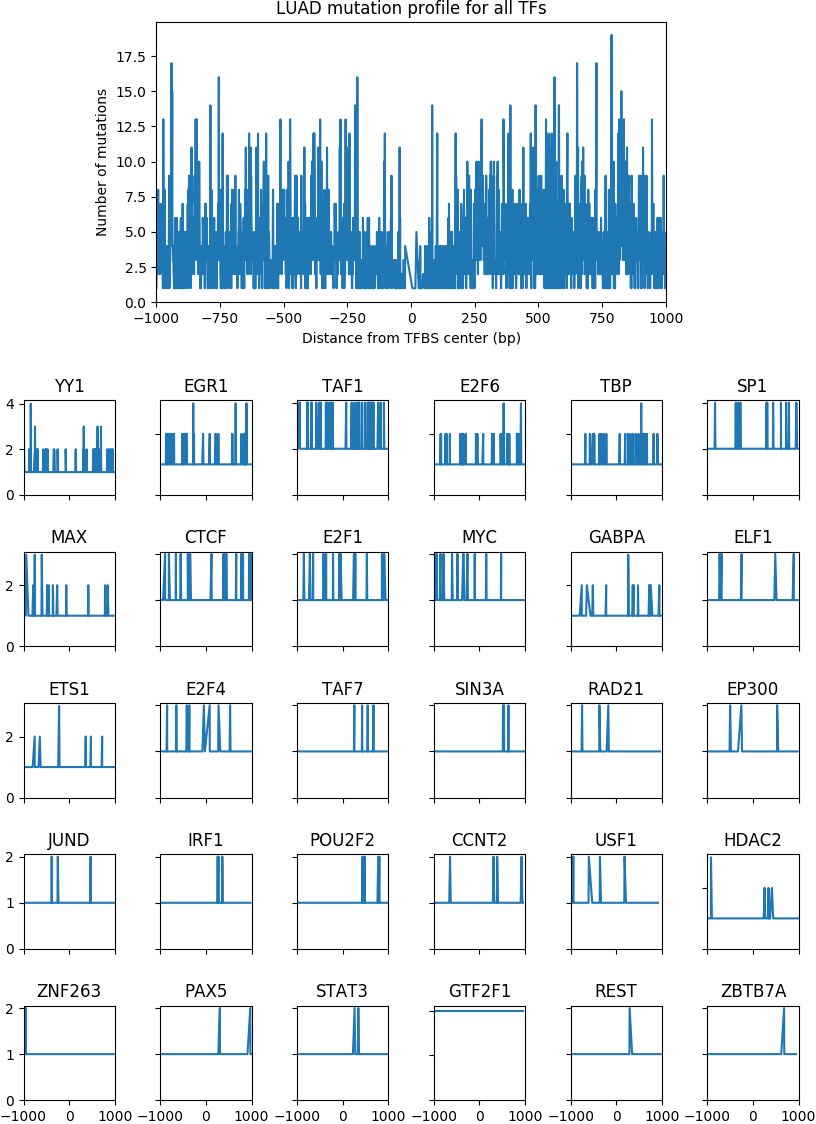 LUAD mutation profile for all TFs
17.5
15.0
12.5
10.0
7.5
5.0
2.5
0.0
Number of mutations
−1000 −750 −500 −250 0 250 500 750 1000
Distance from TFBS center (bp)
YY1 EGR1 TAF1 E2F6 TBP SP1
4
2
0
MAX CTCF E2F1 MYC GABPA ELF1
2
0
ETS1 E2F4 TAF7 SIN3A RAD21 EP300
2
0
JUND IRF1 POU2F2 CCNT2 USF1 HDAC2
2
1
0
ZNF263 PAX5 STAT3 GTF2F1 REST ZBTB7A
2
1
0
−1000 0 1000 −1000 0 1000 −1000 0 1000 −1000 0 1000 −1000 0 1000 −1000 0 1000